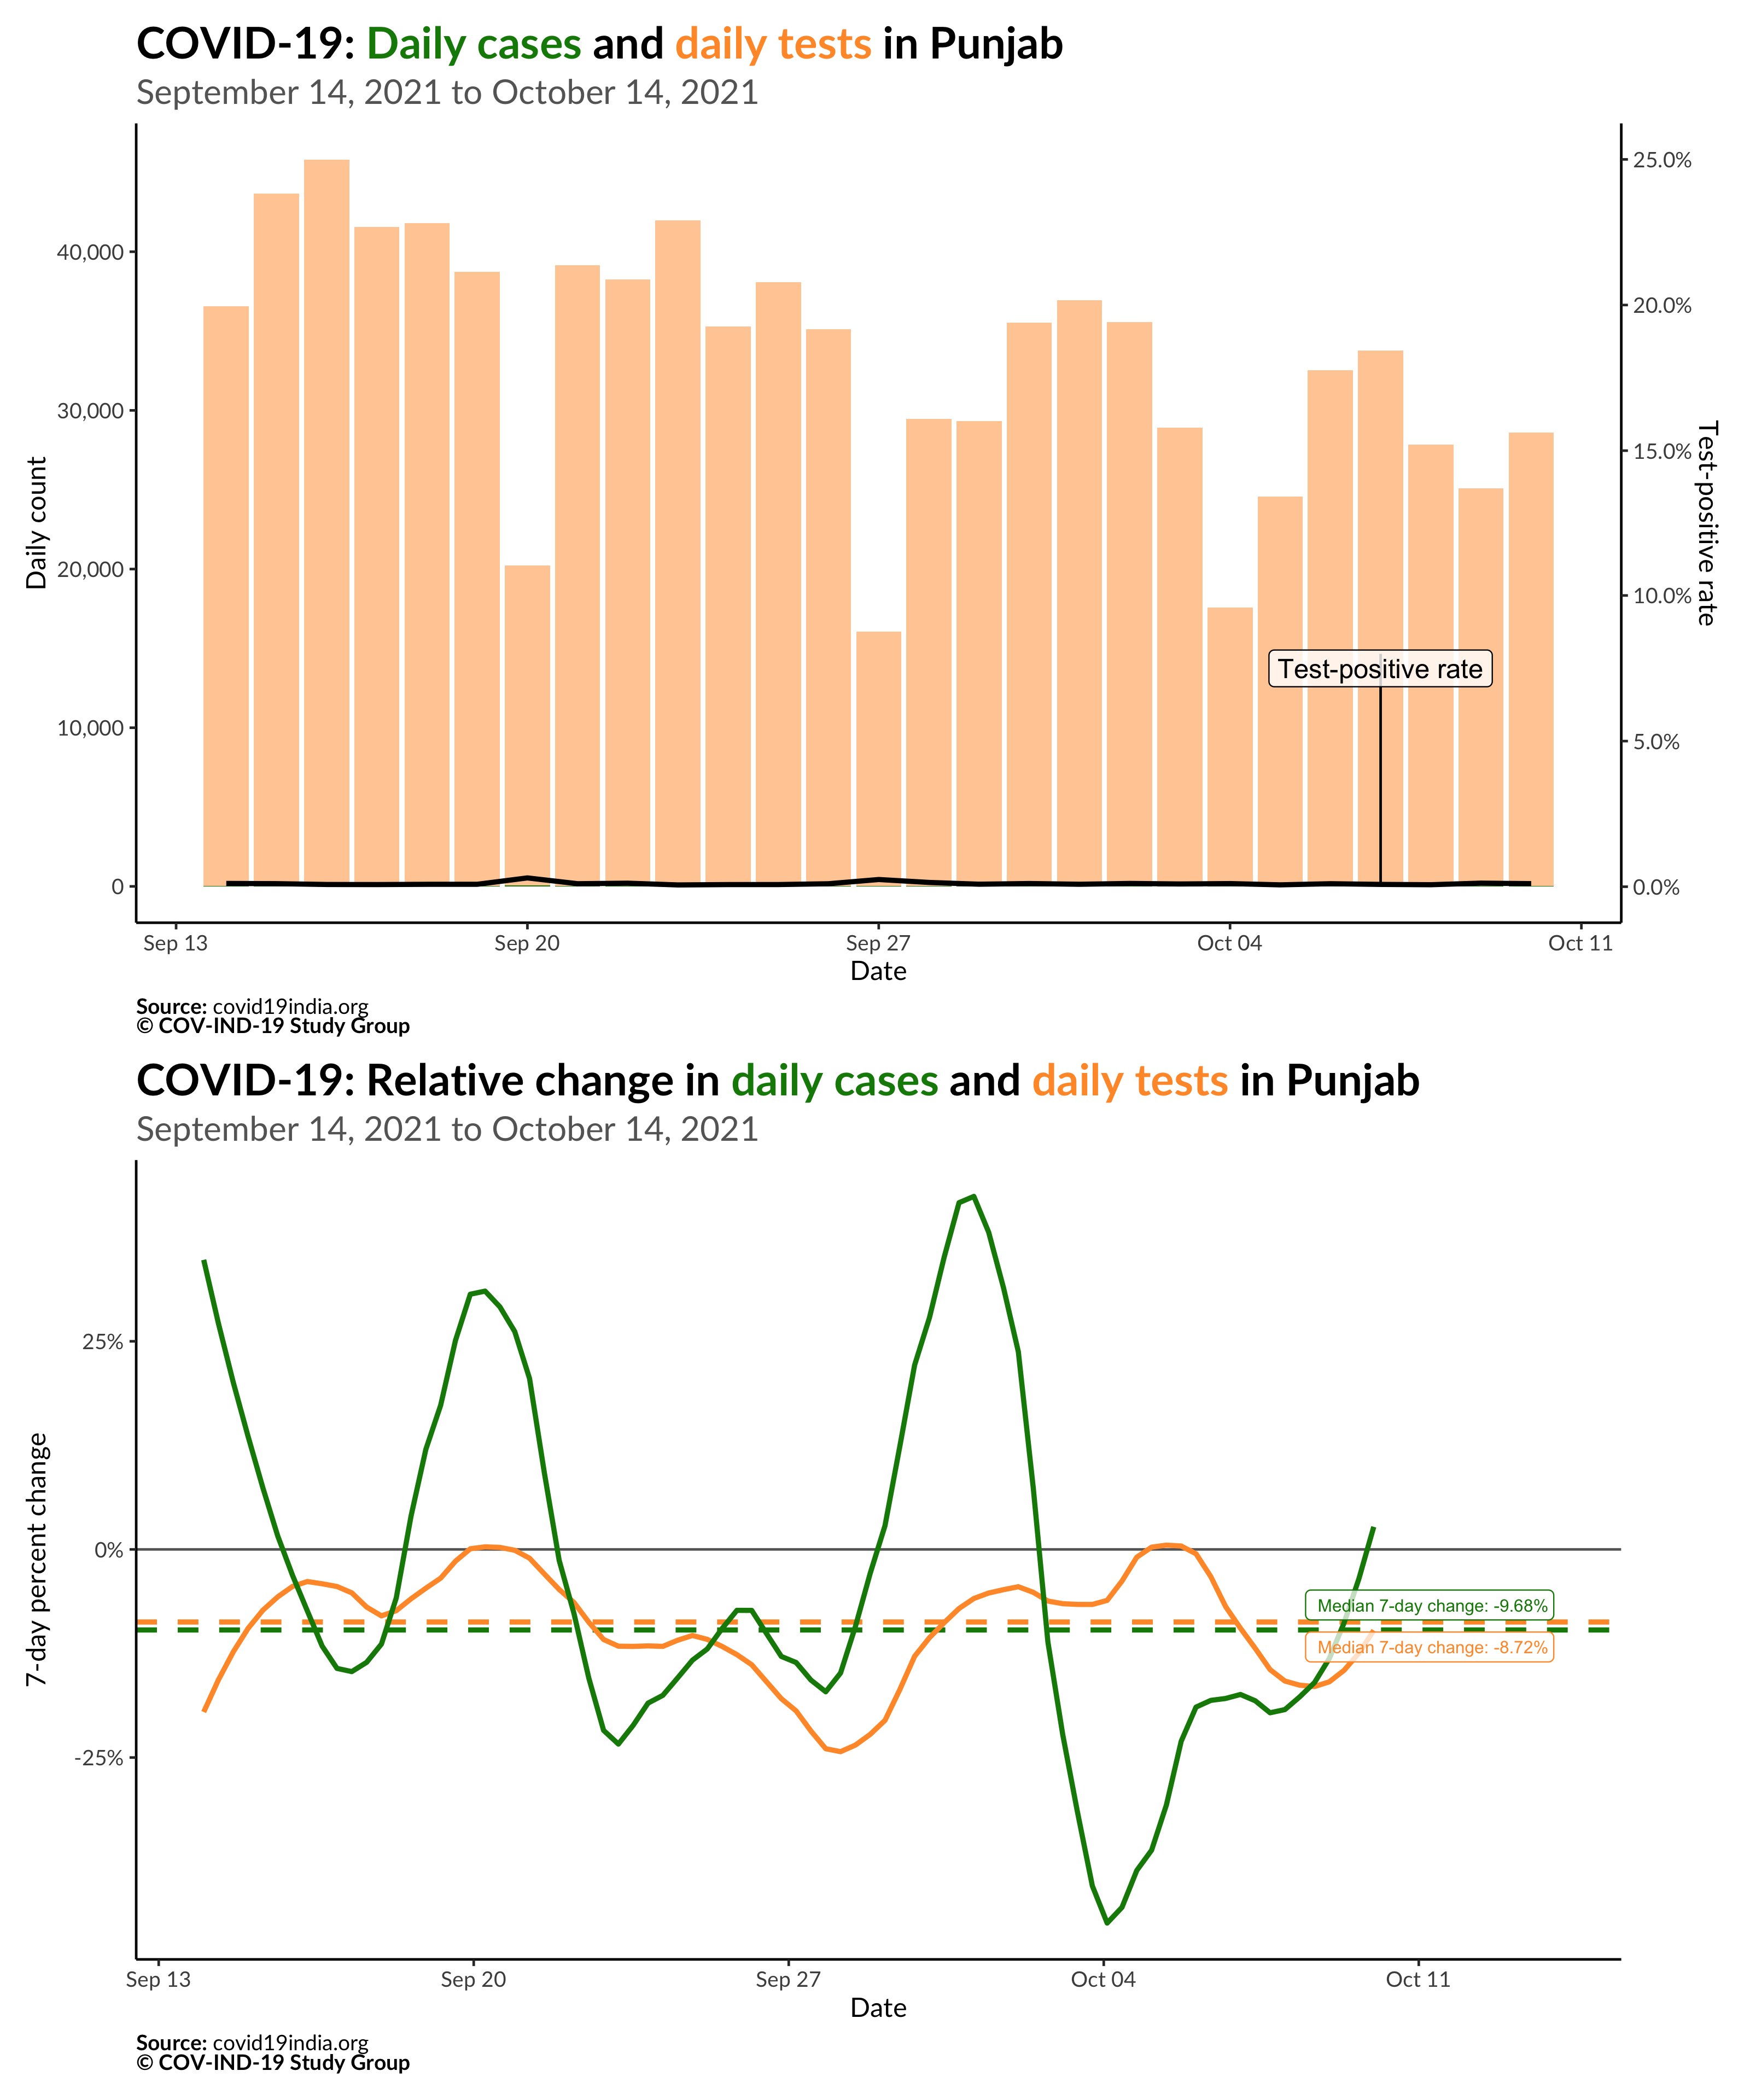 COVID-19: Daily cases and daily tests in Punjab
September 14, 2021 to October 14, 2021
Daily count
40,000
30,000
20,000
10,000
0
25.0%
20.0%
15.0%
10.0%
5.0%
0.0%
Test-positive rate
Test-positive rate
Sep 13
Sep 20
Sep 27
Oct 04
Oct 11
Date
Source: covid19india.org
© COV-IND-19 Study Group
COVID-19: Relative change in daily cases and daily tests in Punjab
September 14, 2021 to October 14, 2021
7-day percent change
25%
0%
-25%
Median 7-day change: -9.68%
Median 7-day change: -8.72%
Sep 13
Sep 20
Sep 27
Oct 04
Oct 11
Date
Source: covid19india.org
© COV-IND-19 Study Group